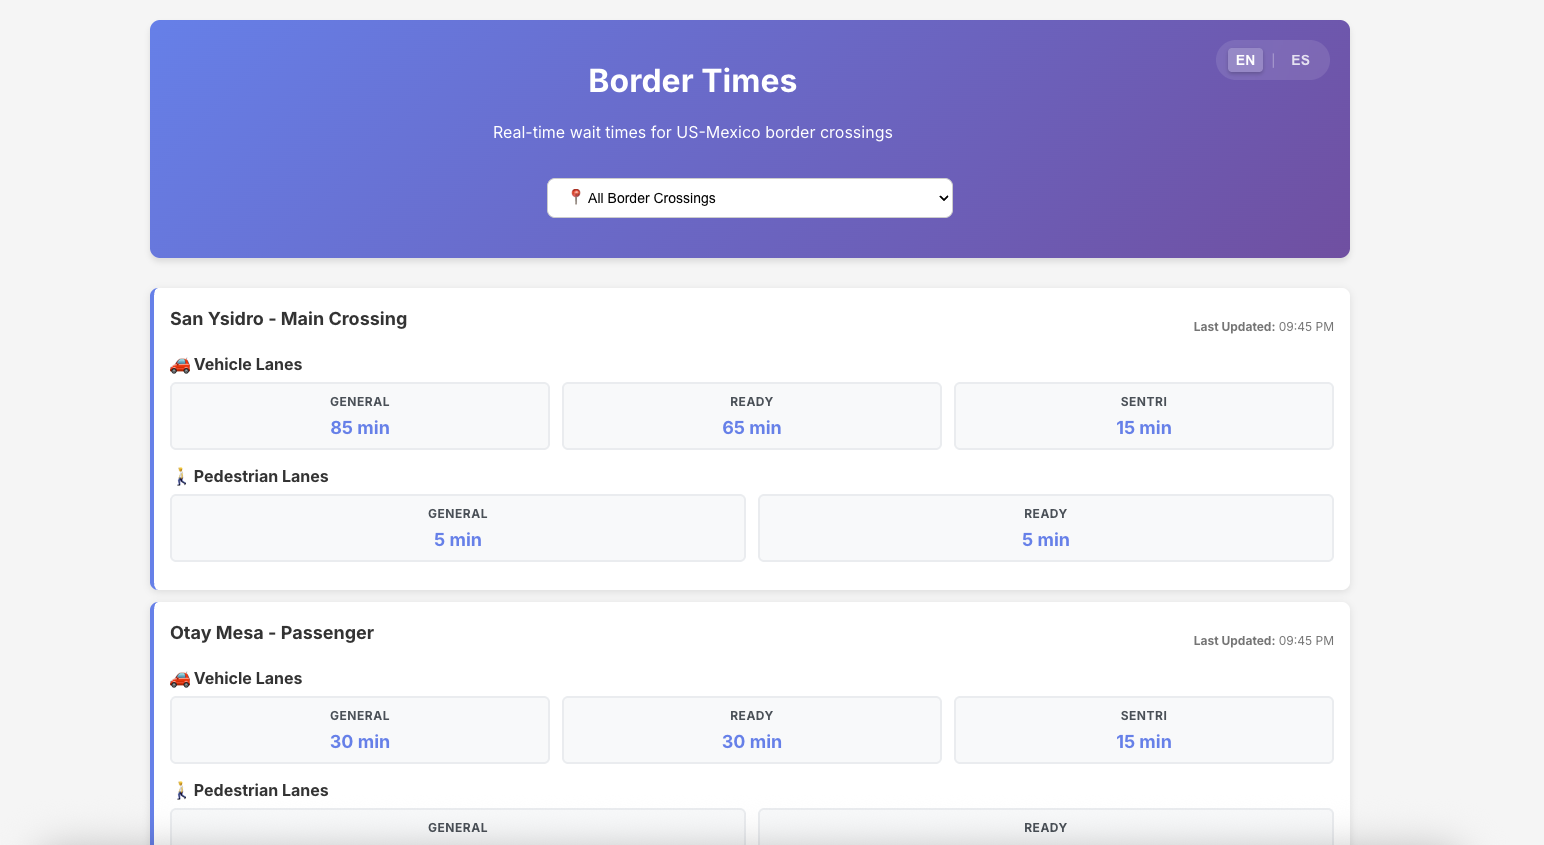 EN | ES
Border Times
Real-time wait times for US-Mexico border crossings
All Border Crossings
San Ysidro - Main Crossing
Last Updated: 09:45 PM
Vehicle Lanes
GENERAL READY SENTRI
85 min 65 min 15 min
Pedestrian Lanes
GENERAL READY
5 min 5 min
Otay Mesa - Passenger
Last Updated: 09:45 PM
Vehicle Lanes
GENERAL READY SENTRI
30 min 30 min 15 min
Pedestrian Lanes
GENERAL READY